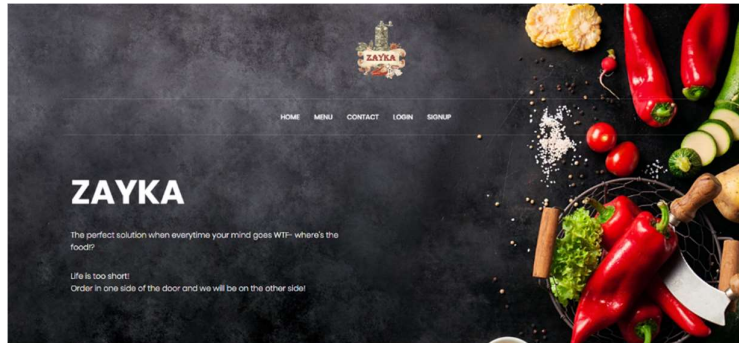 ZAYKA
HOME MENU CONTACT LOGIN SIGNUP
ZAYKA
The perfect solution when everytime your mind goes WTF- where's the
food!?
Life is too short!
Order in one side of the door and we will be on the other side!